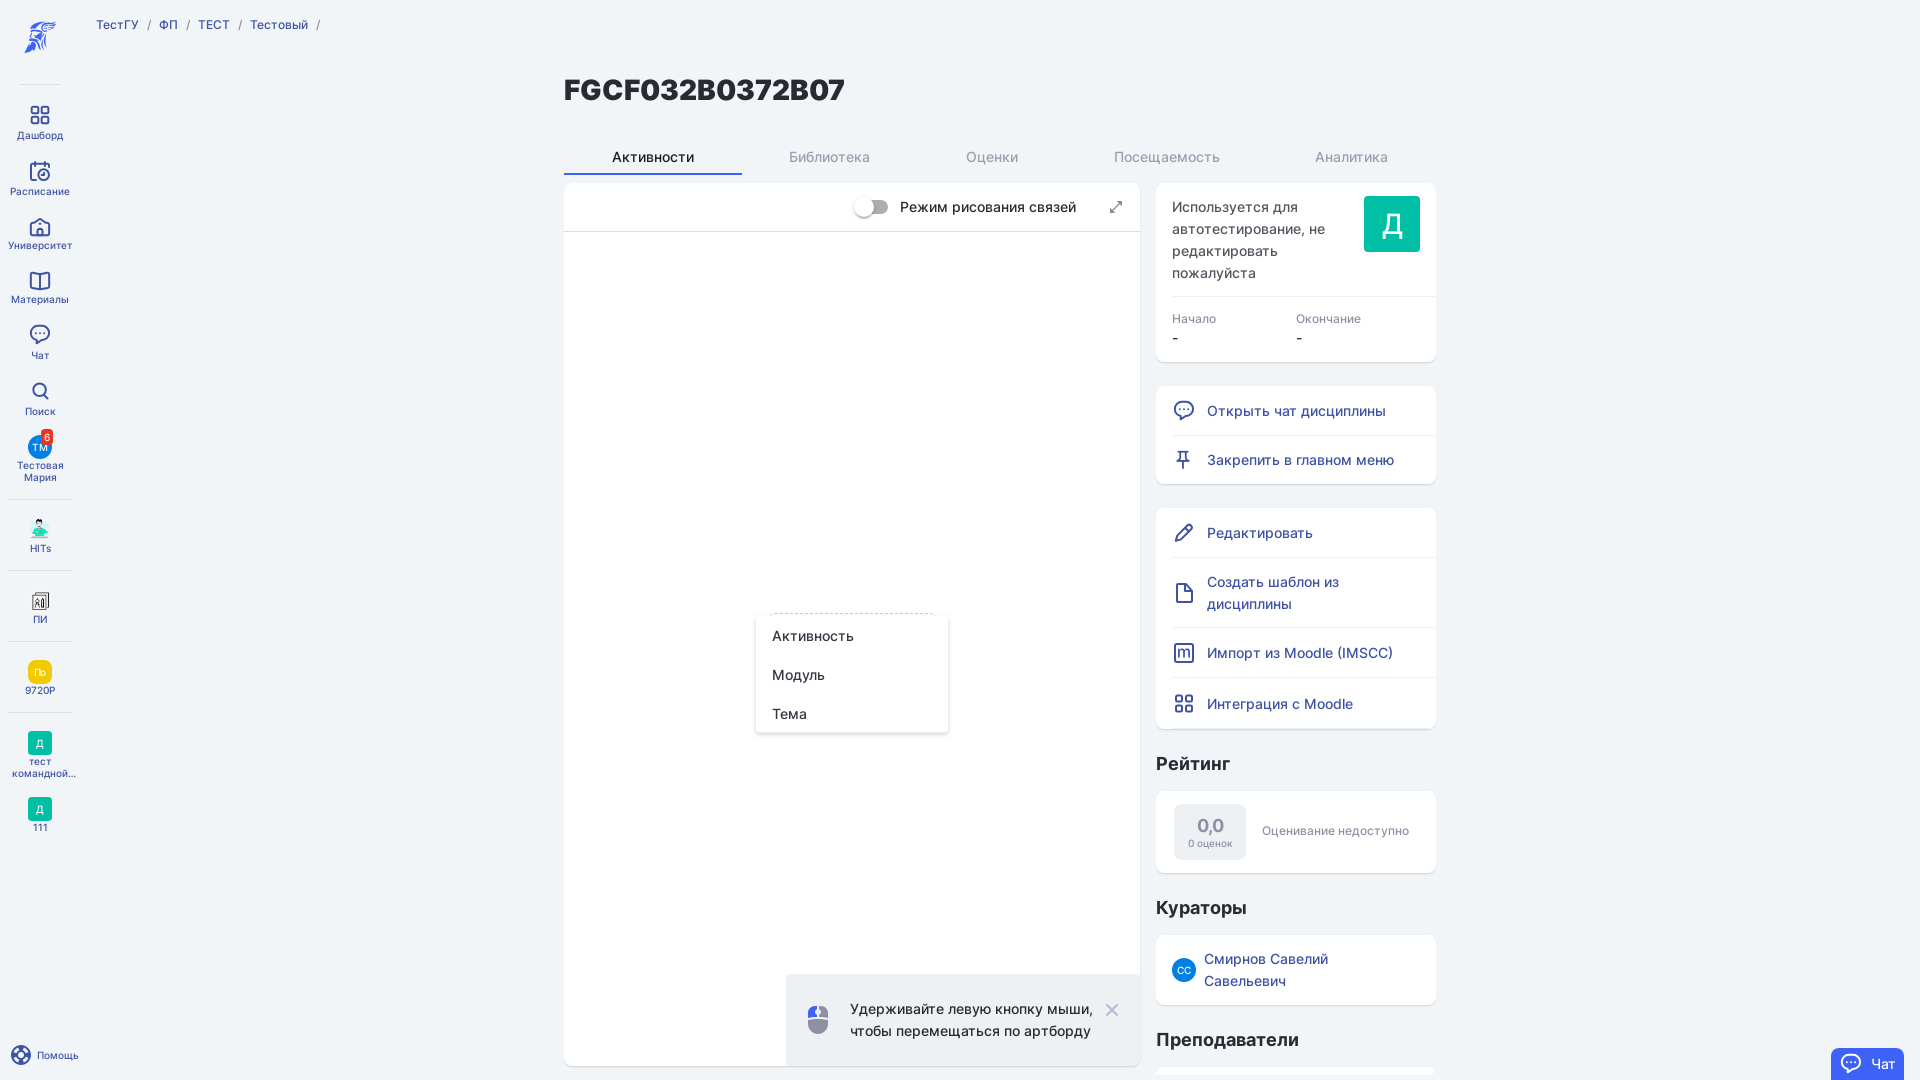 ТестГУ / ФП / ТЕСТ / Тестовый /
Дашборд
Расписание
Университет
Материалы
Чат
Поиск
ТМ
6
Тестовая
Мария
HITs
ПИ
Пь
9720Р
Д
тест
командной...
Д
111
Помощь
FGCF032B0372B07
Активности
Библиотека
Оценки
Посещаемость
Аналитика
Режим рисования связей
Активность
Модуль
Тема
Удерживайте левую кнопку мыши,
чтобы перемещаться по артборду
Используется для
автотестирование, не
редактировать
пожалуйста
Д
Начало
Окончание
-
-
Открыть чат дисциплины
Закрепить в главном меню
Редактировать
Создать шаблон из
дисциплины
Импорт из Moodle (IMSCC)
Интеграция с Moodle
Рейтинг
0,0
0 оценок
Оценивание недоступно
Кураторы
СС
Смирнов Савелий
Савельевич
Преподаватели
Чат